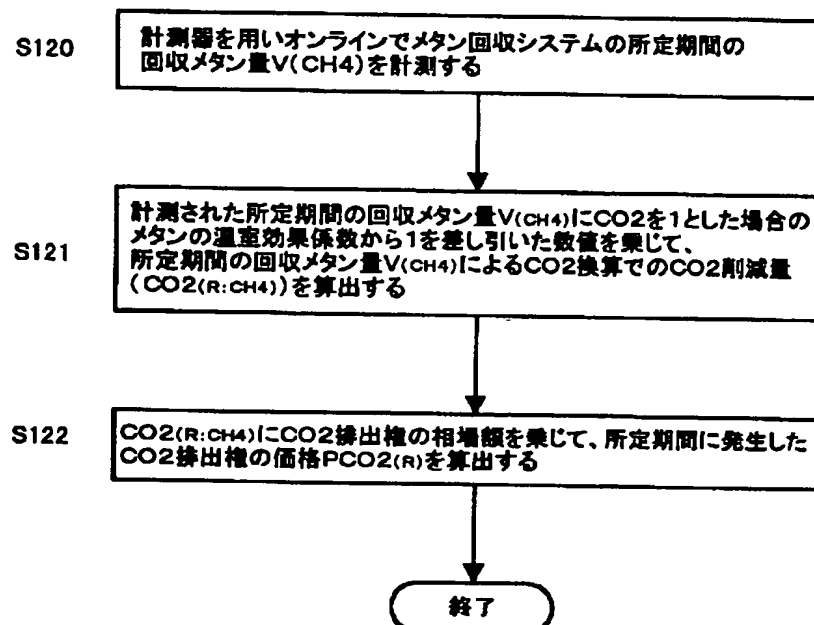 S120
計測器を用いオンラインでメタン回収システムの所定期間の
回収メタン量V(CH4)を計測する
S121
計測された所定期間の回収メタン量V(CH4)にCO2を1とした場合の
メタンの温室効果係数から1を差し引いた数値を乗じて、
所定期間の回収メタン量V(CH4)によるCO2換算でのCO2削減量
(CO2(R:CH4))を算出する
S122
CO2(R:CH4)にCO2排出権の相場額を乗じて、所定期間に発生した
CO2排出権の価格PCO2(R)を算出する
終了